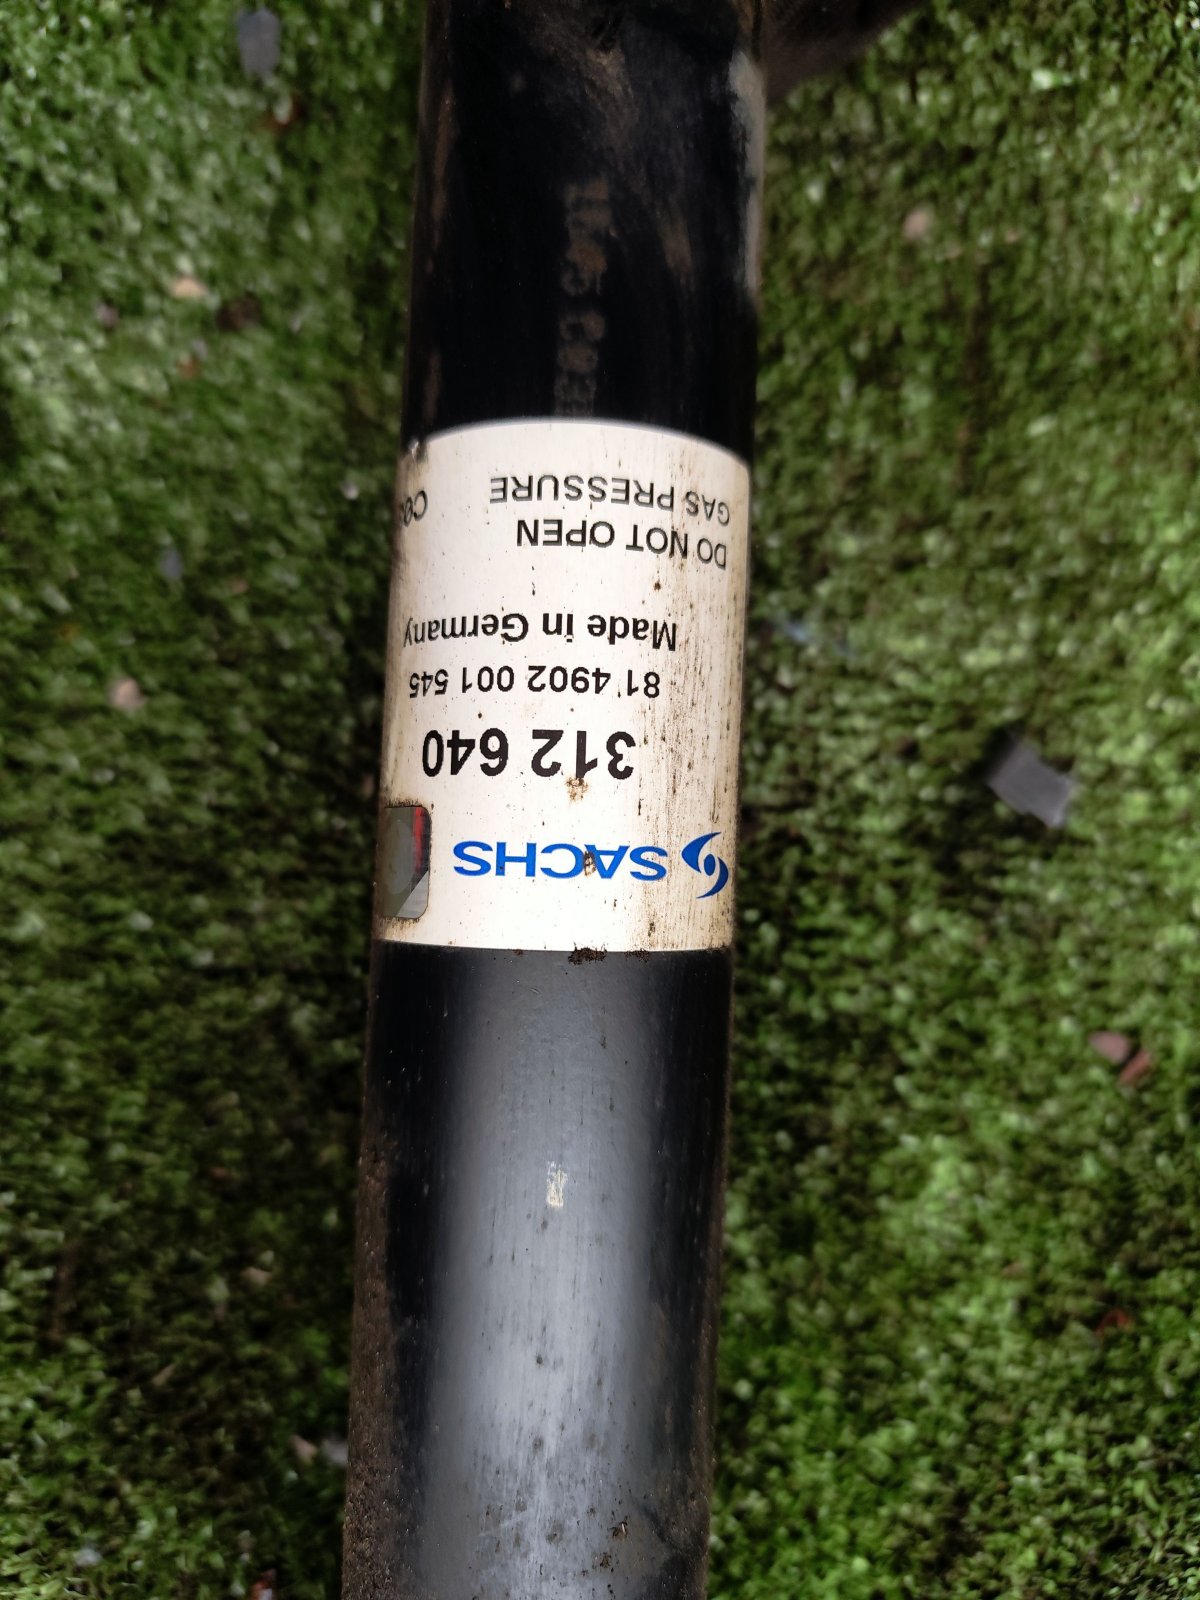 SACHS
312 640
81 4902 001 545
Made in Germany
DO NOT OPEN
GAS PRESSURE